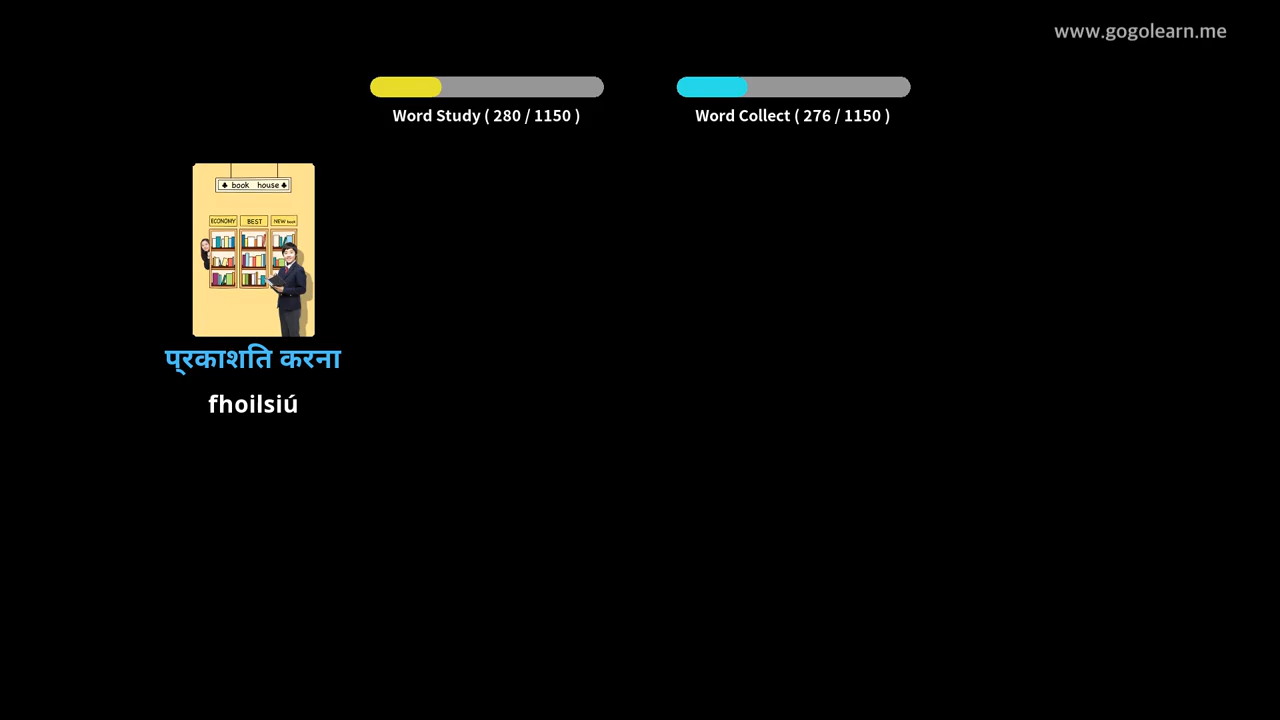 www.gogolearn.me
Word Study ( 280 / 1150 )
Word Collect ( 276 / 1150 )
book house
ECONOMY
BEST
NEW book
प्रकाशति करना
fhoilsiú